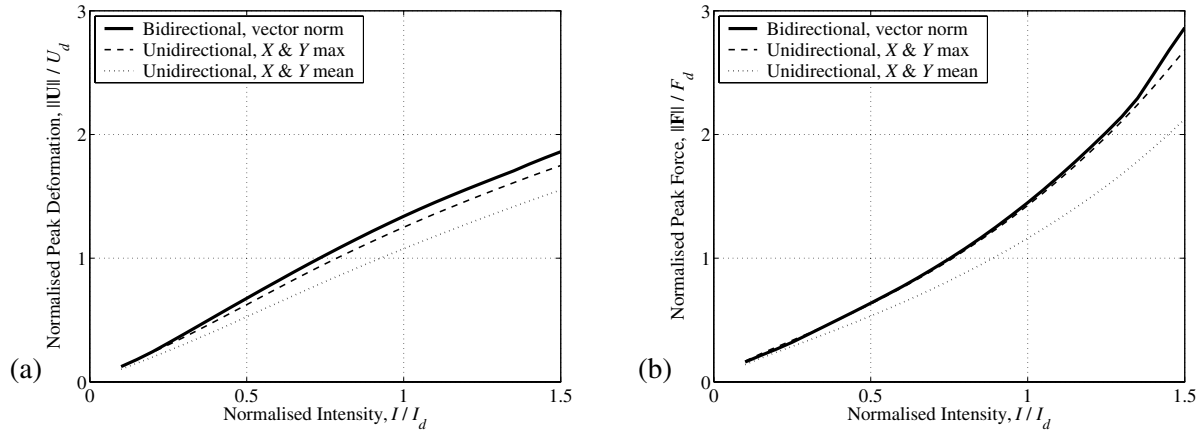 (a)
Normalised Peak Deformation, ||U|| / U_d
3
2
1
0
Bidirectional, vector norm
Unidirectional, X & Y max
Unidirectional, X & Y mean
0 0.5 1 1.5
Normalised Intensity, I / I_d
(b)
Normalised Peak Force, ||F|| / F_d
3
2
1
0
Bidirectional, vector norm
Unidirectional, X & Y max
Unidirectional, X & Y mean
0 0.5 1 1.5
Normalised Intensity, I / I_d